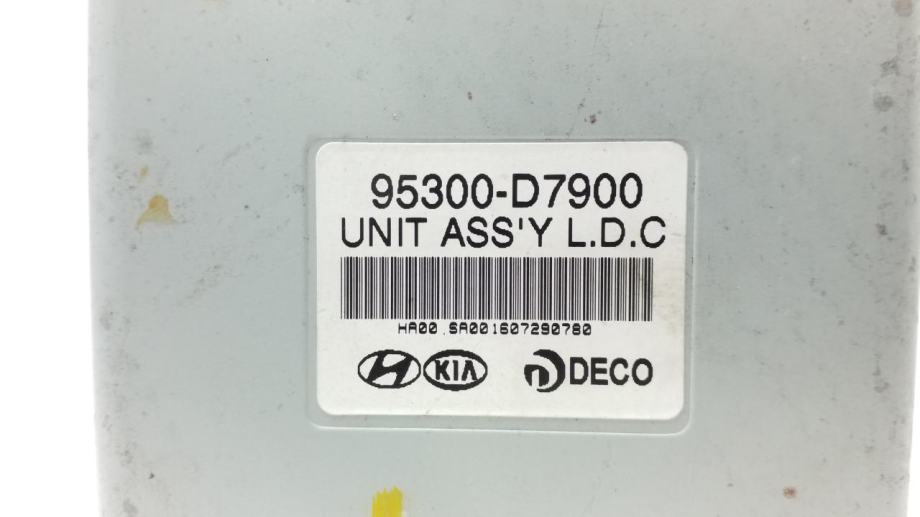 95300-D7900
UNIT ASS'Y L.D.C
HA00.SA001607290780
KIA DECO